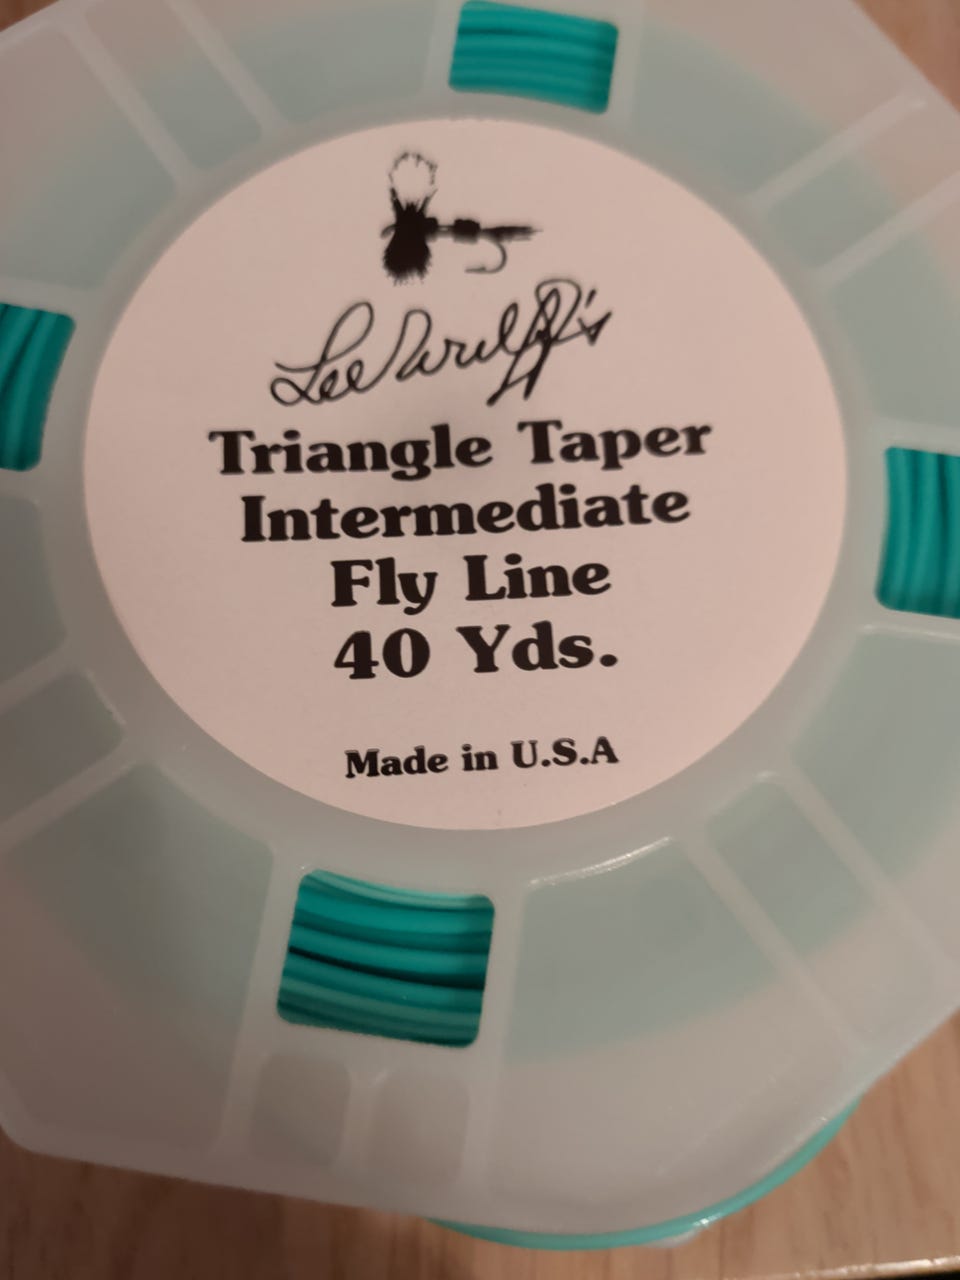 Lee Wulff's
Triangle Taper
Intermediate
Fly Line
40 Yds.
Made in U.S.A